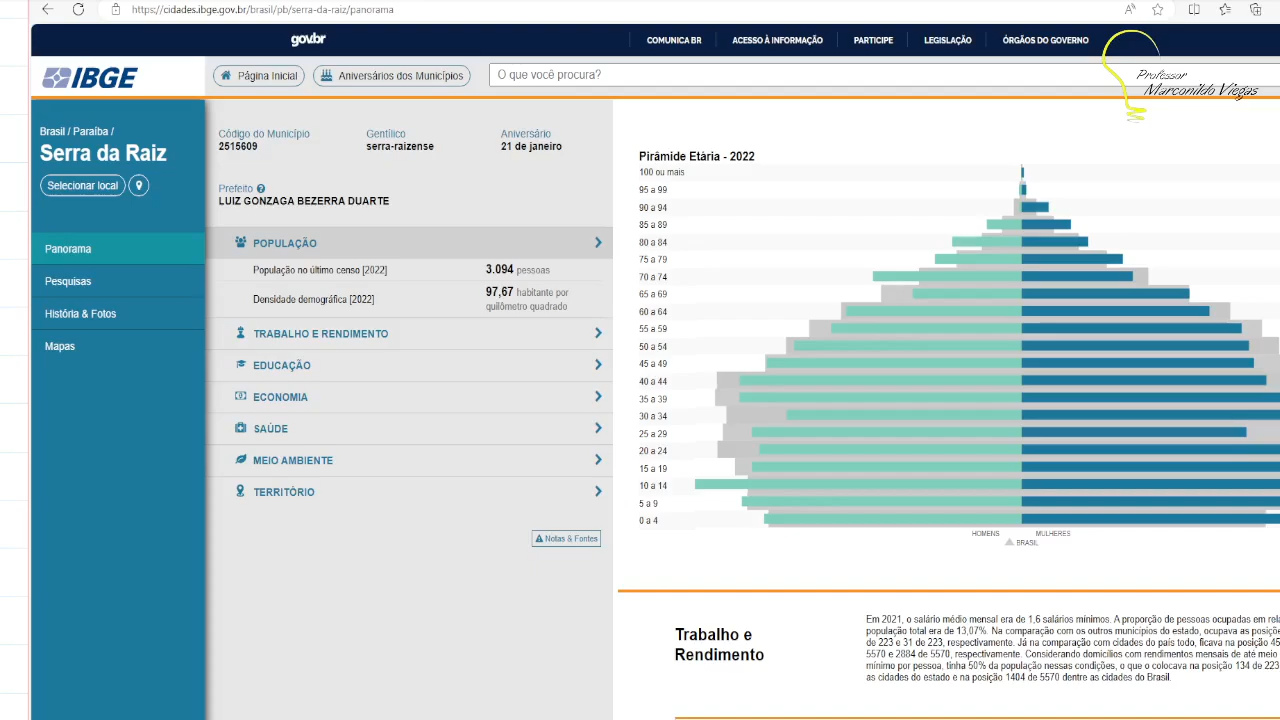 https://cidades.ibge.gov.br/brasil/pb/serra-da-raiz/panorama
gov.br
COMUNICA BR
ACESSO À INFORMAÇÃO
PARTICIPE
LEGISLAÇÃO
ÓRGÃOS DO GOVERNO
Professor
Marconildo Viegas
IBGE
Página Inicial
Aniversários dos Municípios
O que você procura?
Brasil / Paraíba /
Serra da Raiz
Selecionar local
Panorama
Pesquisas
História & Fotos
Mapas
Código do Município
2515609
Gentílico
serra-raizense
Aniversário
21 de janeiro
Prefeito
LUIZ GONZAGA BEZERRA DUARTE
POPULAÇÃO
População no último censo [2022]
3.094 pessoas
Densidade demográfica [2022]
97,67 habitante por
quilômetro quadrado
TRABALHO E RENDIMENTO
EDUCAÇÃO
ECONOMIA
SAÚDE
MEIO AMBIENTE
TERRITÓRIO
Notas & Fontes
Pirâmide Etária - 2022
100 ou mais
95 a 99
90 a 94
85 a 89
80 a 84
75 a 79
70 a 74
65 a 69
60 a 64
55 a 59
50 a 54
45 a 49
40 a 44
35 a 39
30 a 34
25 a 29
20 a 24
15 a 19
10 a 14
5 a 9
0 a 4
HOMENS
MULHERES
BRASIL
Trabalho e
Rendimento
Em 2021, o salário médio mensal era de 1,6 salários mínimos. A proporção de pessoas ocupadas em rela
população total era de 13,07%. Na comparação com os outros municípios do estado, ocupava as posiçõe
de 223 e 31 de 223, respectivamente. Já na comparação com cidades do país todo, ficava na posição 45
5570 e 2884 de 5570, respectivamente. Considerando domicílios com rendimentos mensais de até meio
mínimo por pessoa, tinha 50% da população nessas condições, o que o colocava na posição 134 de 223
as cidades do estado e na posição 1404 de 5570 dentre as cidades do Brasil.